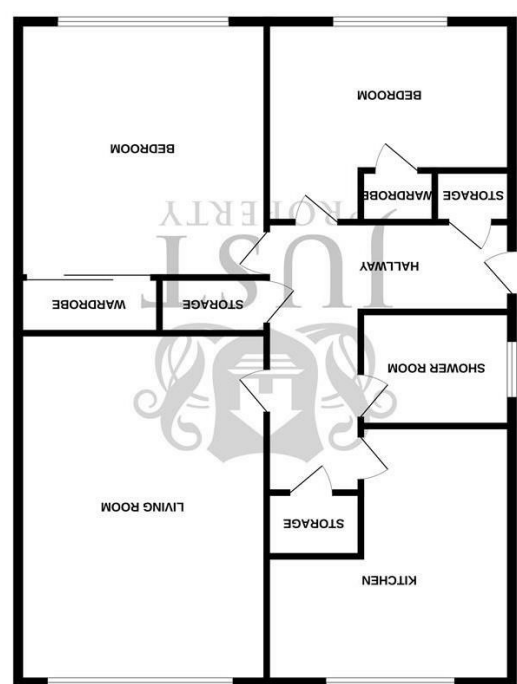 KITCHEN
STORAGE
LIVING ROOM
SHOWER ROOM
STORAGE
WARDROBE
HALLWAY
JUST
PROPERTY
STORAGE
WARDROBE
BEDROOM
BEDROOM